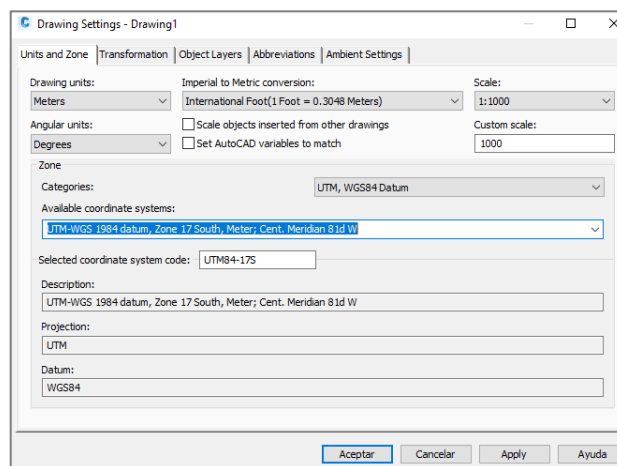 Drawing Settings - Drawing1
Units and Zone Transformation Object Layers Abbreviations Ambient Settings
Drawing units: Imperial to Metric conversion: Scale:
Meters International Foot(1 Foot = 0.3048 Meters) 1:1000
Angular units: Scale objects inserted from other drawings Custom scale:
Degrees Set AutoCAD variables to match 1000
Zone
Categories: UTM, WGS84 Datum
Available coordinate systems:
UTM-WGS 1984 datum, Zone 17 South, Meter; Cent. Meridian 81d W
Selected coordinate system code: UTM84-17S
Description:
UTM-WGS 1984 datum, Zone 17 South, Meter; Cent. Meridian 81d W
Projection:
UTM
Datum:
WGS84
Aceptar Cancelar Apply Ayuda